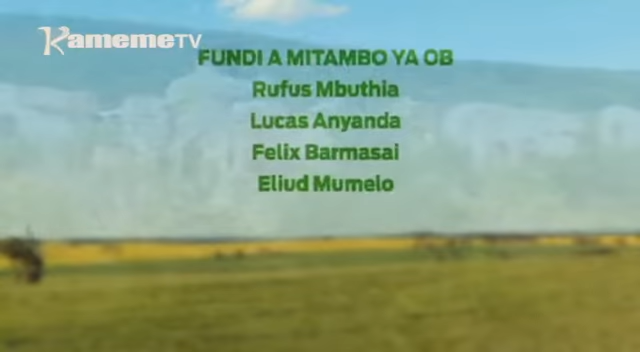 KamemeTV
FUNDI A MITAMBO YA OB
Rufus Mbuthia
Lucas Anyanda
Felix Barmasai
Eliud Mumelo